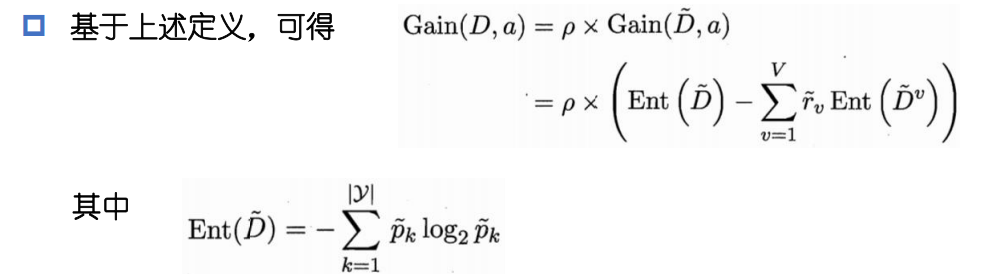 基于上述定义，可得 Gain(D, a) = ρ × Gain(D̃, a)
= ρ × ( Ent ( D̃ ) − ∑_{v=1}^{V} r̃_v Ent ( D̃^v ) )
其中 Ent(D̃) = − ∑_{k=1}^{|𝒴|} p̃_k log₂ p̃_k